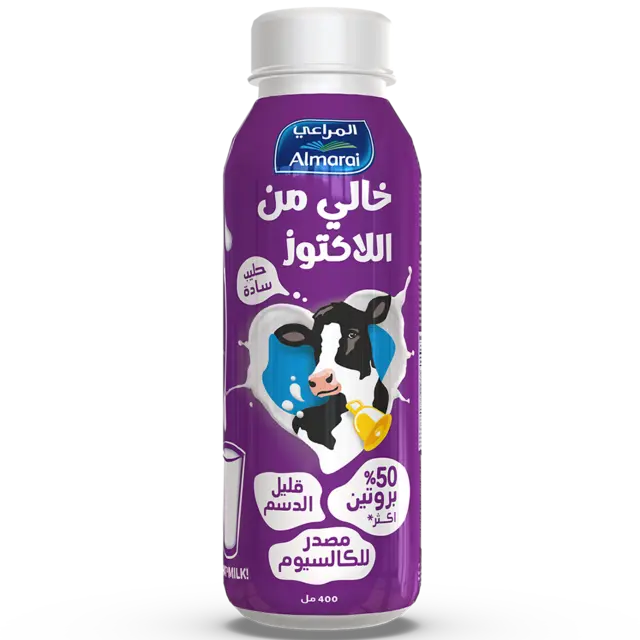 المراعي
Almarai
خالي من
اللاكتوز
حليب
سادة
قليل
الدسم
50%
بروتين
أكثر*
مصدر
للكالسيوم
MILK!
400 مل